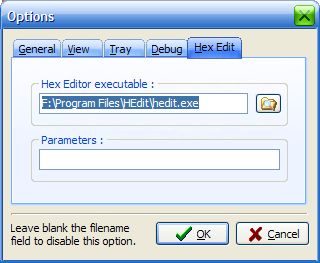 Options
General View Tray Debug Hex Edit
Hex Editor executable :
F:\Program Files\HEdit\hedit.exe
Parameters :
Leave blank the filename
field to disable this option.
OK Cancel